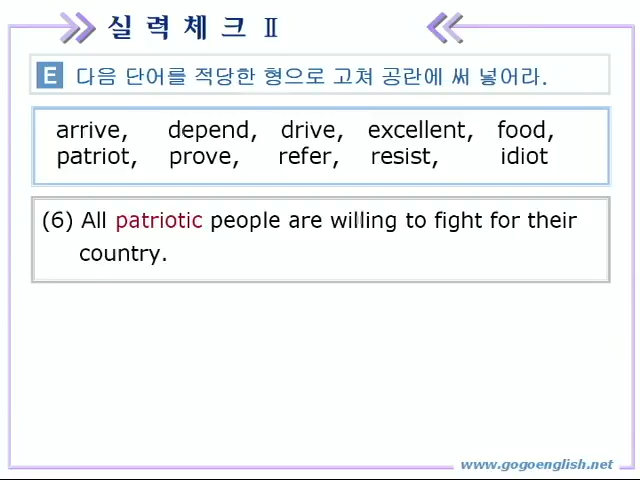 실 력 체 크 Ⅱ
E 다음 단어를 적당한 형으로 고쳐 공란에 써 넣어라.
arrive, depend, drive, excellent, food,
patriot, prove, refer, resist, idiot
(6) All patriotic people are willing to fight for their
country.
www.gogoenglish.net